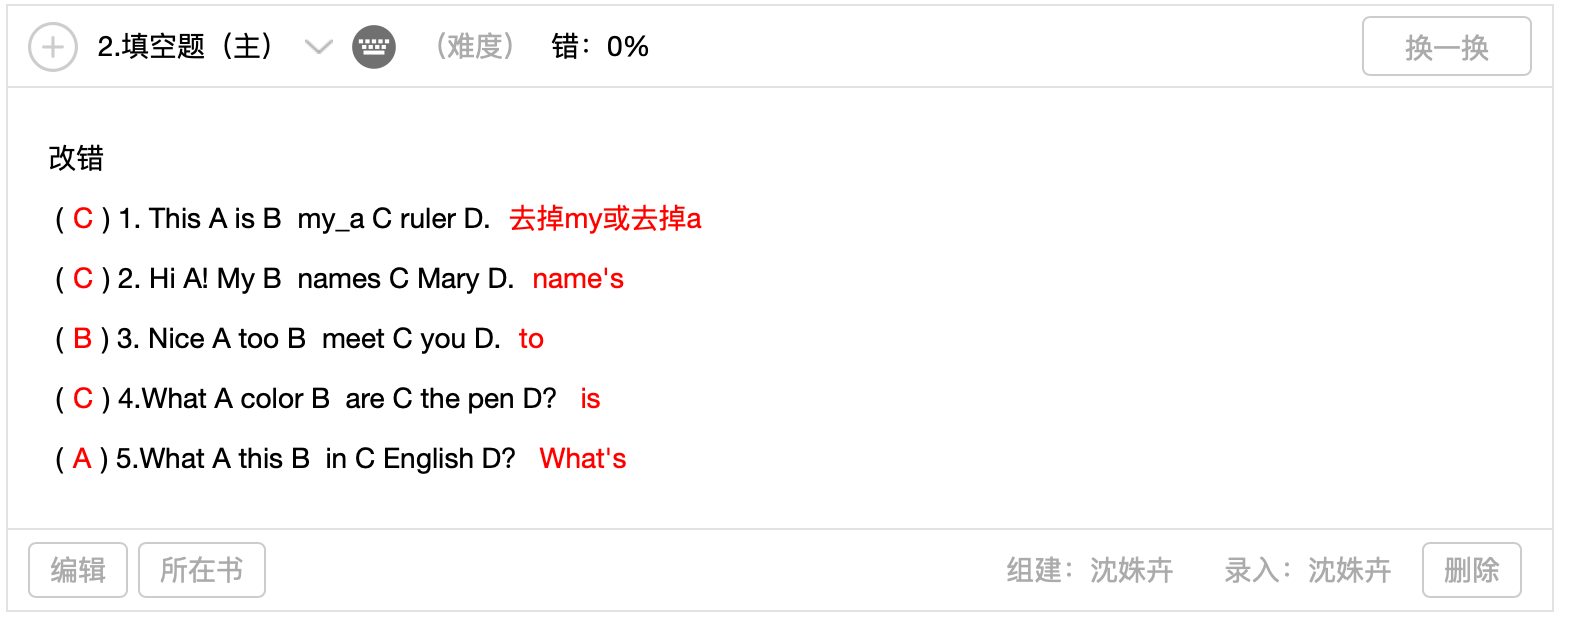 2.填空题（主） （难度） 错：0% 换一换
改错
( C ) 1. This A is B  my_a C ruler D.  去掉my或去掉a
( C ) 2. Hi A! My B  names C Mary D.  name's
( B ) 3. Nice A too B  meet C you D.  to
( C ) 4.What A color B  are C the pen D?  is
( A ) 5.What A this B  in C English D?  What's
编辑 所在书 组建：沈姝卉 录入：沈姝卉 删除